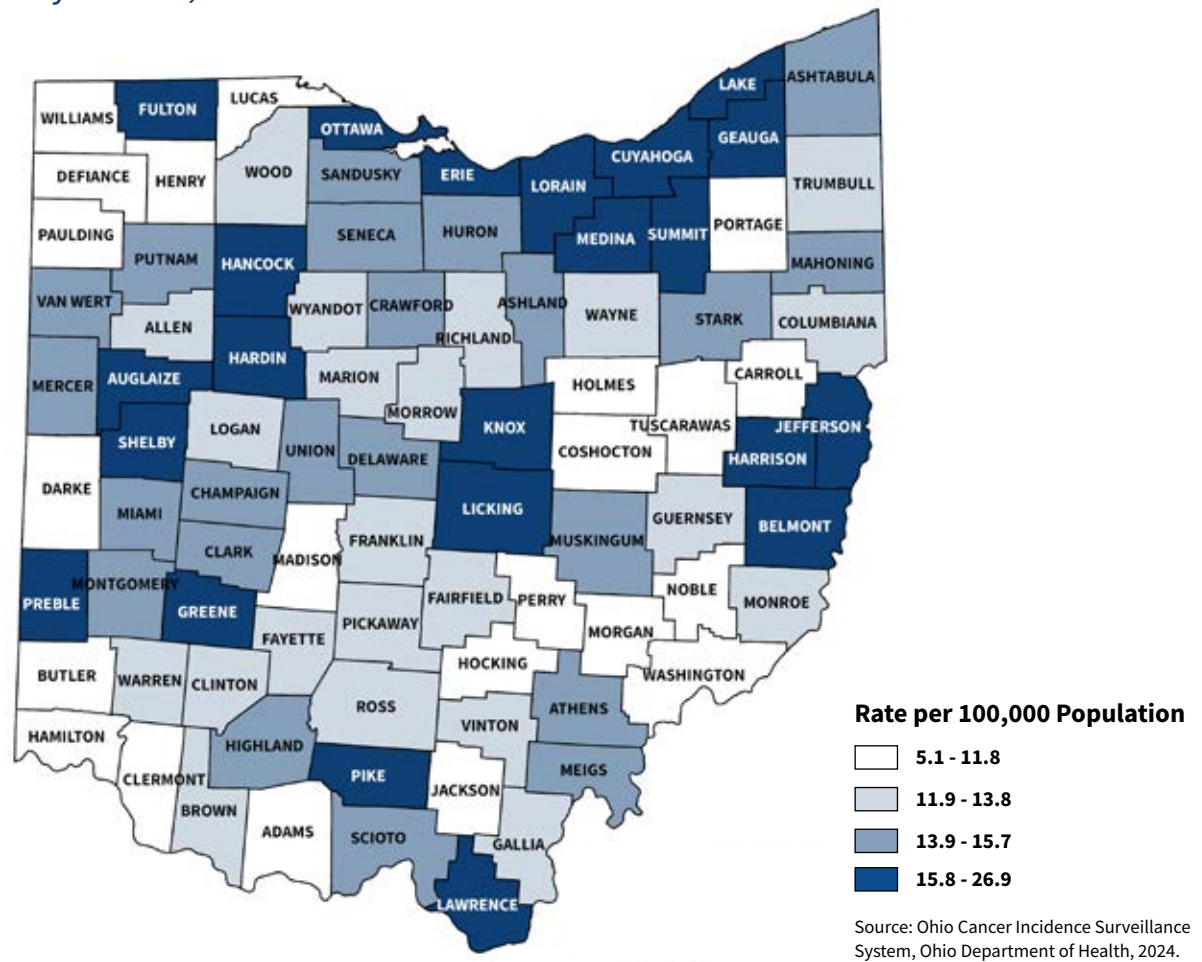 LAKE
ASHTABULA
FULTON
LUCAS
WILLIAMS
OTTAWA
GEAUGA
CUYAHOGA
DEFIANCE
HENRY
WOOD
SANDUSKY
ERIE
LORAIN
TRUMBULL
PAULDING
SENECA
HURON
MEDINA
SUMMIT
PORTAGE
PUTNAM
HANCOCK
MAHONING
VAN WERT
WYANDOT
CRAWFORD
ASHLAND
ALLEN
RICHLAND
WAYNE
STARK
COLUMBIANA
HARDIN
MERCER
AUGLAIZE
MARION
HOLMES
CARROLL
MORROW
LOGAN
KNOX
TUSCARAWAS
JEFFERSON
SHELBY
UNION
DELAWARE
COSHOCTON
HARRISON
DARKE
CHAMPAIGN
MIAMI
LICKING
GUERNSEY
BELMONT
FRANKLIN
MUSKINGUM
CLARK
MADISON
MONTGOMERY
PREBLE
GREENE
FAIRFIELD
PERRY
NOBLE
MONROE
FAYETTE
PICKAWAY
MORGAN
BUTLER
WARREN
CLINTON
HOCKING
WASHINGTON
ROSS
ATHENS
VINTON
HAMILTON
HIGHLAND
CLERMONT
PIKE
JACKSON
MEIGS
BROWN
ADAMS
SCIOTO
GALLIA
LAWRENCE
Rate per 100,000 Population
5.1 - 11.8
11.9 - 13.8
13.9 - 15.7
15.8 - 26.9
Source: Ohio Cancer Incidence Surveillance
System, Ohio Department of Health, 2024.